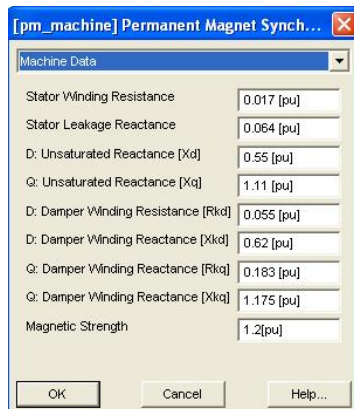 [pm_machine] Permanent Magnet Synch...
Machine Data
Stator Winding Resistance 0.017 [pu]
Stator Leakage Reactance 0.064 [pu]
D: Unsaturated Reactance [Xd] 0.55 [pu]
Q: Unsaturated Reactance [Xq] 1.11 [pu]
D: Damper Winding Resistance [Rkd] 0.055 [pu]
D: Damper Winding Reactance [Xkd] 0.62 [pu]
Q: Damper Winding Reactance [Rkq] 0.183 [pu]
Q: Damper Winding Reactance [Xkq] 1.175 [pu]
Magnetic Strength 1.2[pu]
OK Cancel Help...